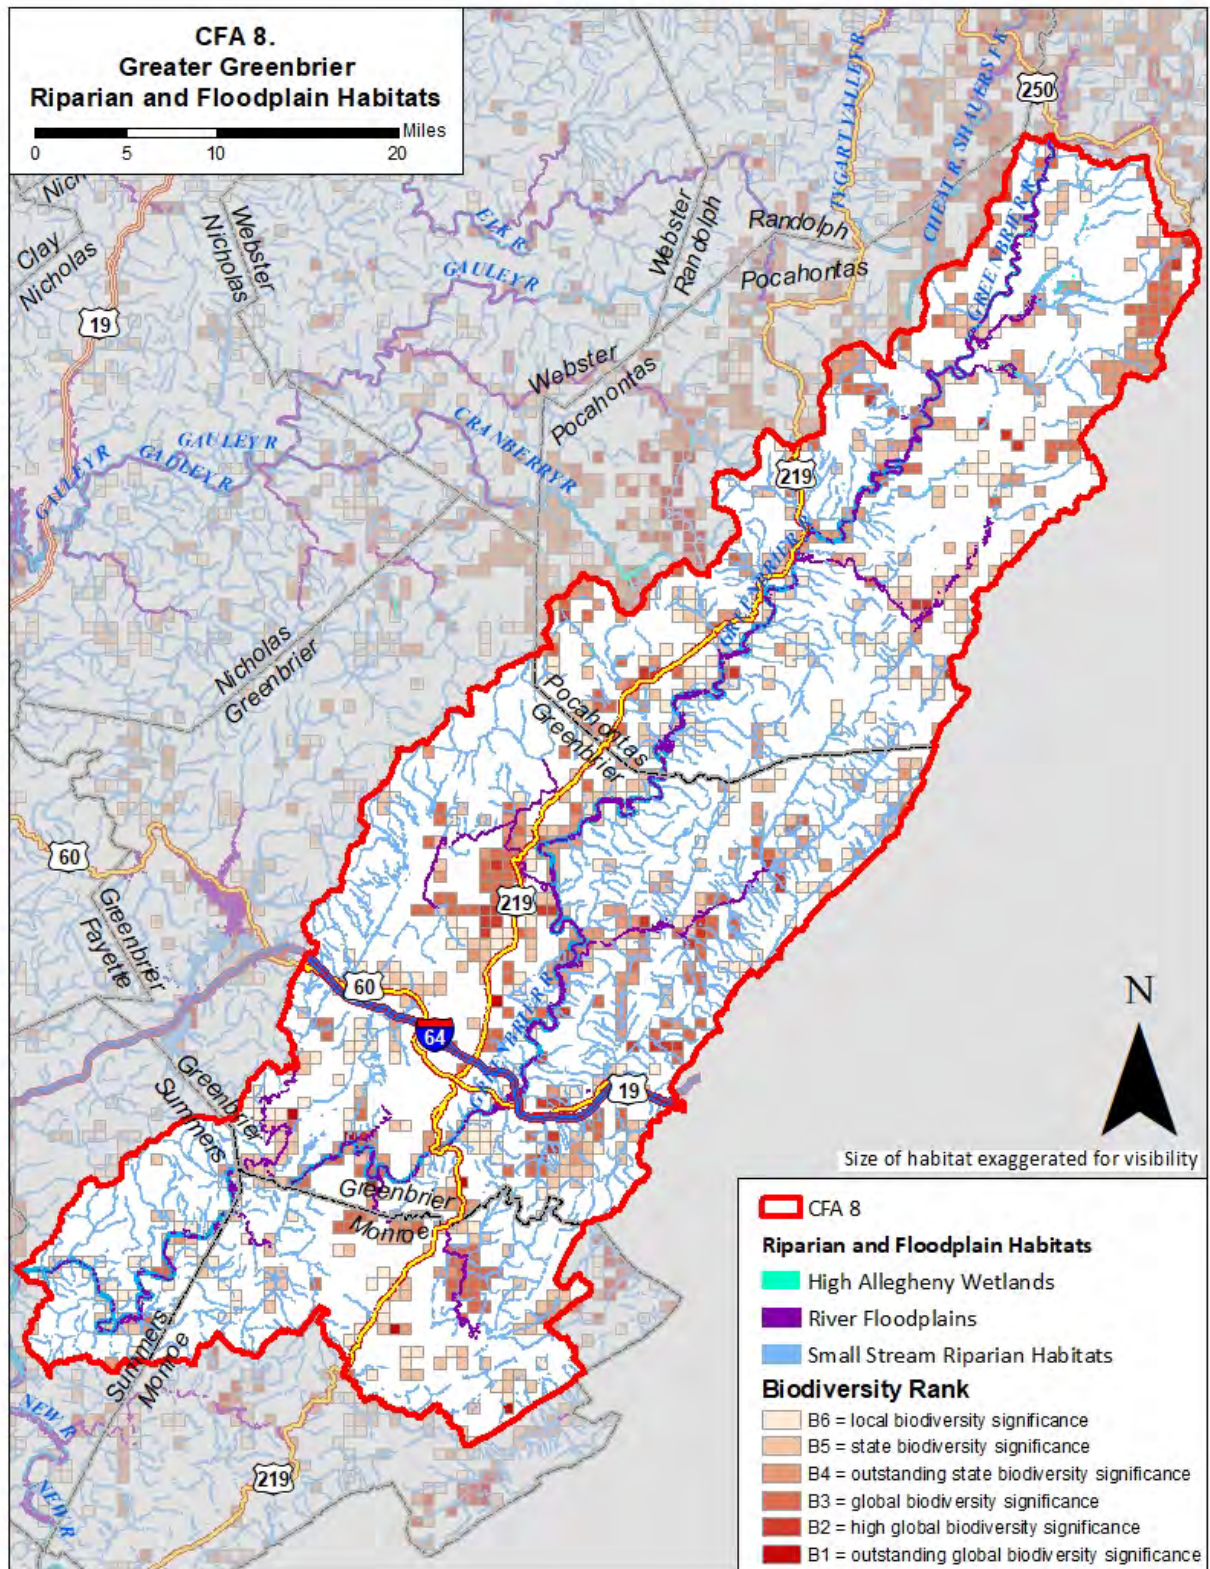 CFA 8.
Greater Greenbrier
Riparian and Floodplain Habitats
Miles
0 5 10 20
250
TYGART VALLEY R
CHEAT R, SHAVERS FK
Clay
Nicholas
Webster
Nicholas
ELK R
Webster
Randolph
Randolph
Pocahontas
GREENBRIER R
GAULEY R
19
Webster
Pocahontas
CRANBERRY R
GAULEY R
GAULEY R
GAULEY R
219
GREENBRIER R
Nicholas
Greenbrier
Pocahontas
Greenbrier
60
219
Greenbrier
Fayette
60
64
GREENBRIER R
19
N
Greenbrier
Summers
Size of habitat exaggerated for visibility
Greenbrier
Monroe
Summers
Monroe
NEW R
NEW R
219
CFA 8
Riparian and Floodplain Habitats
High Allegheny Wetlands
River Floodplains
Small Stream Riparian Habitats
Biodiversity Rank
B6 = local biodiversity significance
B5 = state biodiversity significance
B4 = outstanding state biodiversity significance
B3 = global biodiversity significance
B2 = high global biodiversity significance
B1 = outstanding global biodiversity significance